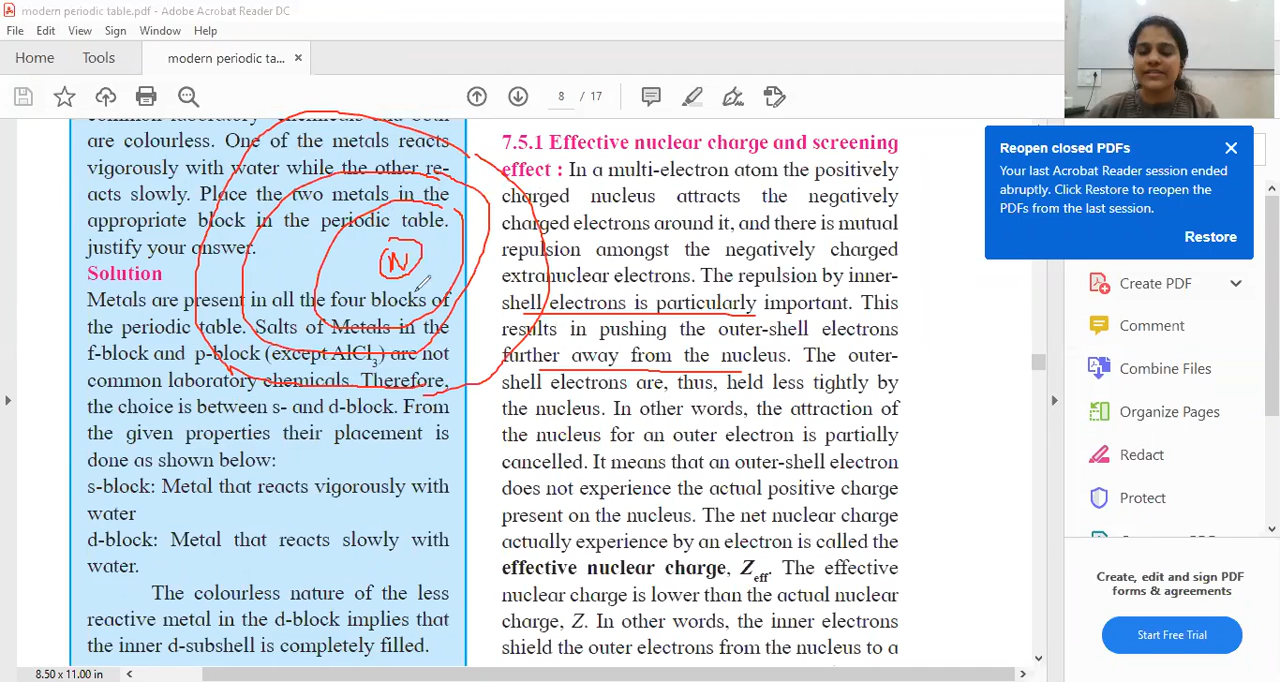 modern periodic table.pdf - Adobe Acrobat Reader DC
File Edit View Sign Window Help
Home Tools modern periodic ta... ×
8 / 17
are colourless. One of the metals reacts
vigorously with water while the other re-
acts slowly. Place the two metals in the
appropriate block in the periodic table.
justify your answer.
Solution
Metals are present in all the four blocks of
the periodic table. Salts of Metals in the
f-block and p-block (except AlCl3) are not
common laboratory chemicals. Therefore,
the choice is between s- and d-block. From
the given properties their placement is
done as shown below:
s-block: Metal that reacts vigorously with
water
d-block: Metal that reacts slowly with
water.
The colourless nature of the less
reactive metal in the d-block implies that
the inner d-subshell is completely filled.
N
7.5.1 Effective nuclear charge and screening
effect : In a multi-electron atom the positively
charged nucleus attracts the negatively
charged electrons around it, and there is mutual
repulsion amongst the negatively charged
extranuclear electrons. The repulsion by inner-
shell electrons is particularly important. This
results in pushing the outer-shell electrons
further away from the nucleus. The outer-
shell electrons are, thus, held less tightly by
the nucleus. In other words, the attraction of
the nucleus for an outer electron is partially
cancelled. It means that an outer-shell electron
does not experience the actual positive charge
present on the nucleus. The net nuclear charge
actually experience by an electron is called the
effective nuclear charge, Zeff. The effective
nuclear charge is lower than the actual nuclear
charge, Z. In other words, the inner electrons
shield the outer electrons from the nucleus to a
Reopen closed PDFs
Your last Acrobat Reader session ended
abruptly. Click Restore to reopen the
PDFs from the last session.
Restore
Create PDF
Comment
Combine Files
Organize Pages
Redact
Protect
Create, edit and sign PDF
forms & agreements
Start Free Trial
8.50 x 11.00 in